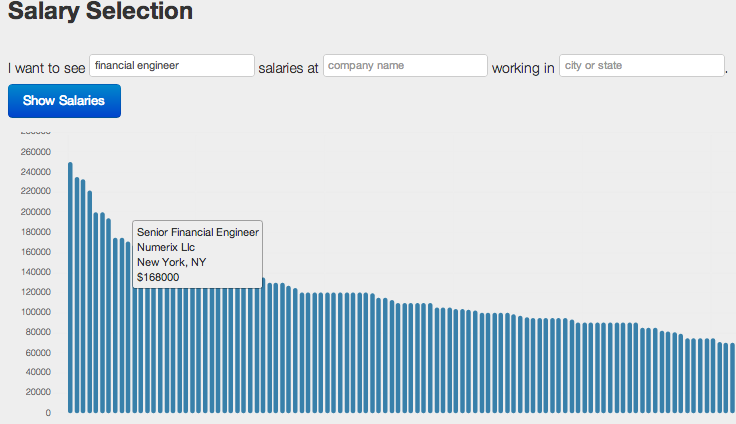 Salary Selection
I want to see financial engineer salaries at company name working in city or state .
Show Salaries
260000
240000
220000
200000
180000
160000
140000
120000
100000
80000
60000
40000
20000
0
Senior Financial Engineer
Numerix Llc
New York, NY
$168000